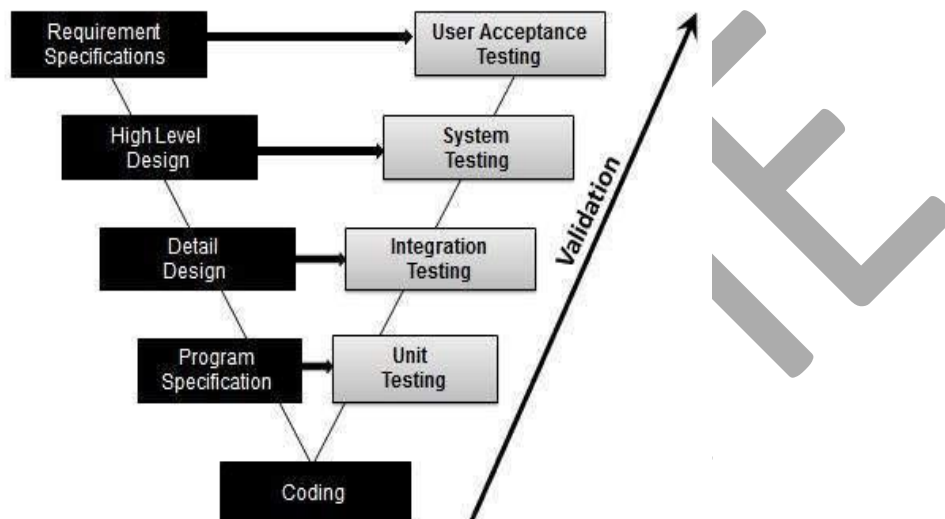 Requirement
Specifications
User Acceptance
Testing
High Level
Design
System
Testing
Detail
Design
Integration
Testing
Program
Specification
Unit
Testing
Coding
Validation